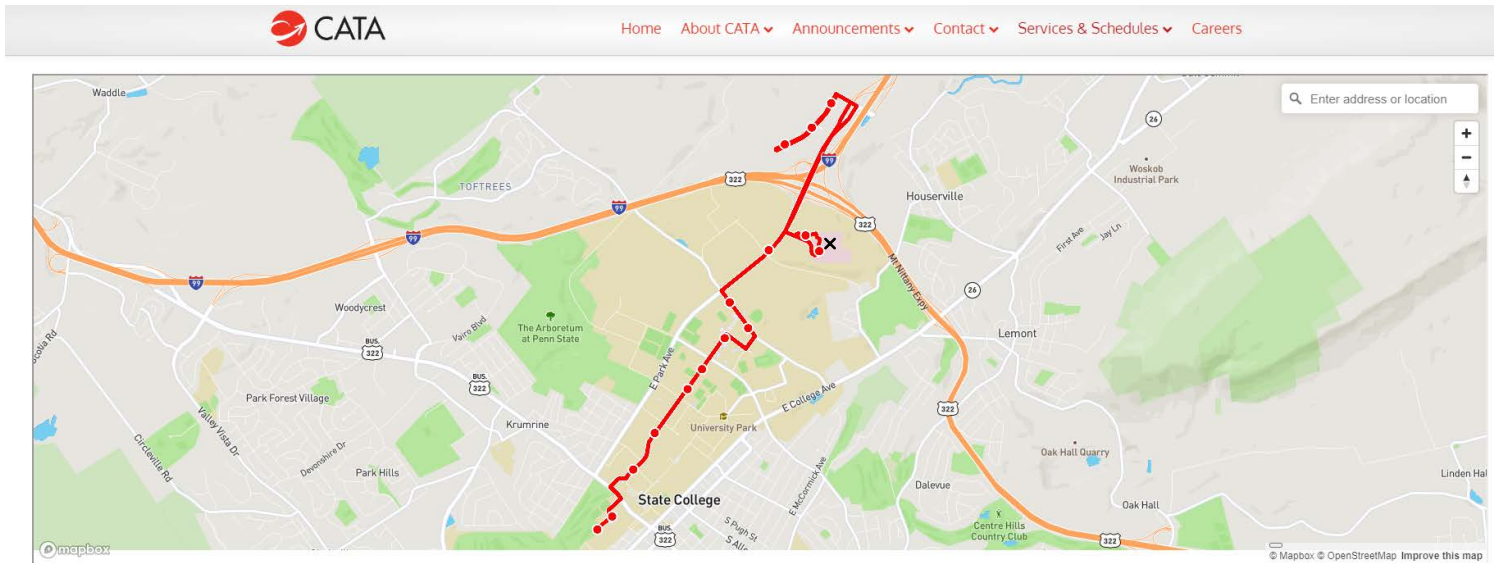 CATA
Home About CATA Announcements Contact Services & Schedules Careers
Waddle
Enter address or location
26
+
−
99
Woskob
Industrial Park
TOFTREES
322
Houserville
99
322
99
First Ave
Jay Ln
Mt Nittany Expy
99
26
Woodycrest
Vairo Blvd
The Arboretum
at Penn State
Lemont
BUS.
322
E Park Ave
BUS.
322
E College Ave
Park Forest Village
322
Valley Vista Dr
Krumrine
University Park
Circleville Rd
Devonshire Dr
Oak Hall Quarry
Park Hills
E McCormick Ave
Linden Hal
State College
Dalevue
Oak Hall
S Pugh St
Centre Hills
Country Club
BUS.
322
S Alle
322
mapbox
© Mapbox © OpenStreetMap Improve this map